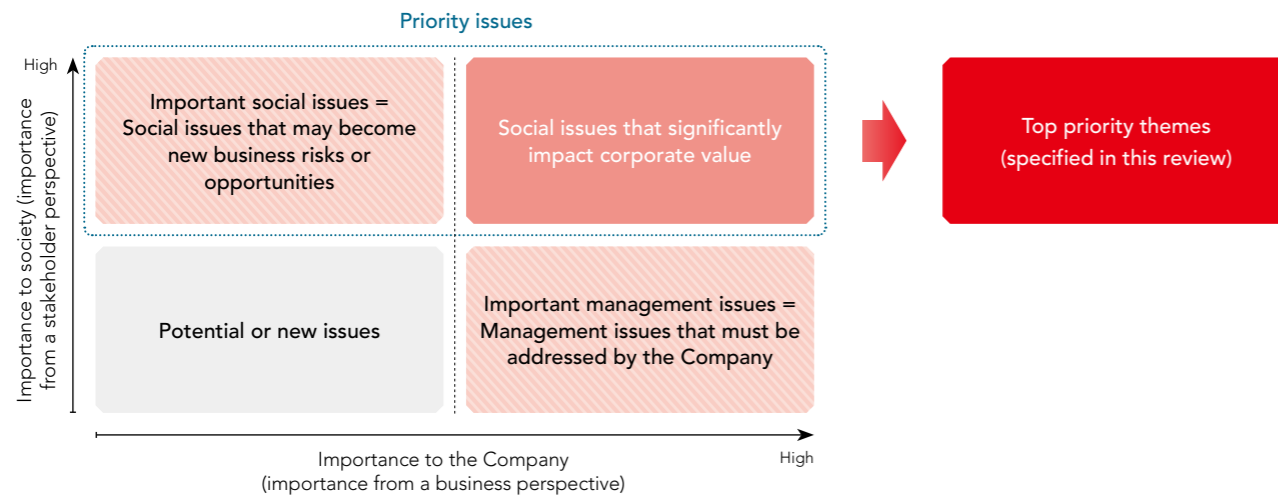 Priority issues
High
Importance to society (importance
from a stakeholder perspective)
Important social issues =
Social issues that may become
new business risks or
opportunities
Social issues that significantly
impact corporate value
Top priority themes
(specified in this review)
Potential or new issues
Important management issues =
Management issues that must be
addressed by the Company
Importance to the Company
(importance from a business perspective)
High